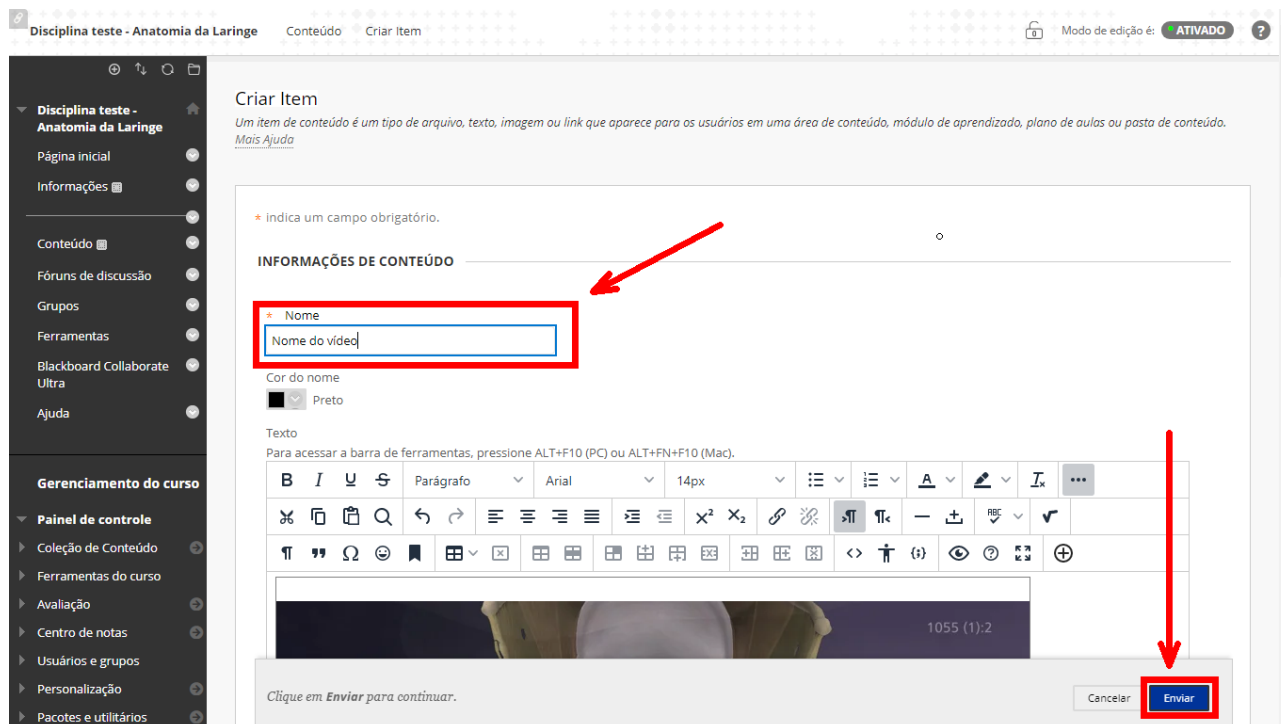 Disciplina teste - Anatomia da Laringe Conteúdo Criar Item Modo de edição é: ATIVADO ?
Disciplina teste -
Anatomia da Laringe
Página inicial
Informações
Conteúdo
Fóruns de discussão
Grupos
Ferramentas
Blackboard Collaborate
Ultra
Ajuda
Gerenciamento do curso
Painel de controle
Coleção de Conteúdo
Ferramentas do curso
Avaliação
Centro de notas
Usuários e grupos
Personalização
Pacotes e utilitários
Criar Item
Um item de conteúdo é um tipo de arquivo, texto, imagem ou link que aparece para os usuários em uma área de conteúdo, módulo de aprendizado, plano de aulas ou pasta de conteúdo.
Mais Ajuda
* indica um campo obrigatório.
INFORMAÇÕES DE CONTEÚDO
* Nome
Nome do vídeo
Cor do nome
Preto
Texto
Para acessar a barra de ferramentas, pressione ALT+F10 (PC) ou ALT+FN+F10 (Mac).
B I U S Parágrafo Arial 14px A Tx
X² X₂ ¶ ¶ ABC
¶ Ω {;} ?
1055 (1):2
Clique em Enviar para continuar. Cancelar Enviar